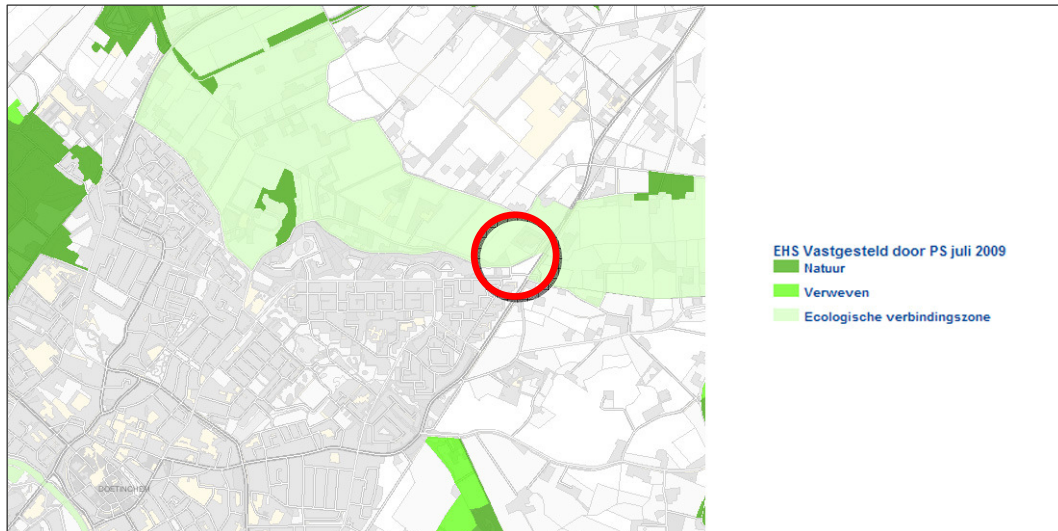 EHS Vastgesteld door PS juli 2009
Natuur
Verweven
Ecologische verbindingszone
DOETINCHEM